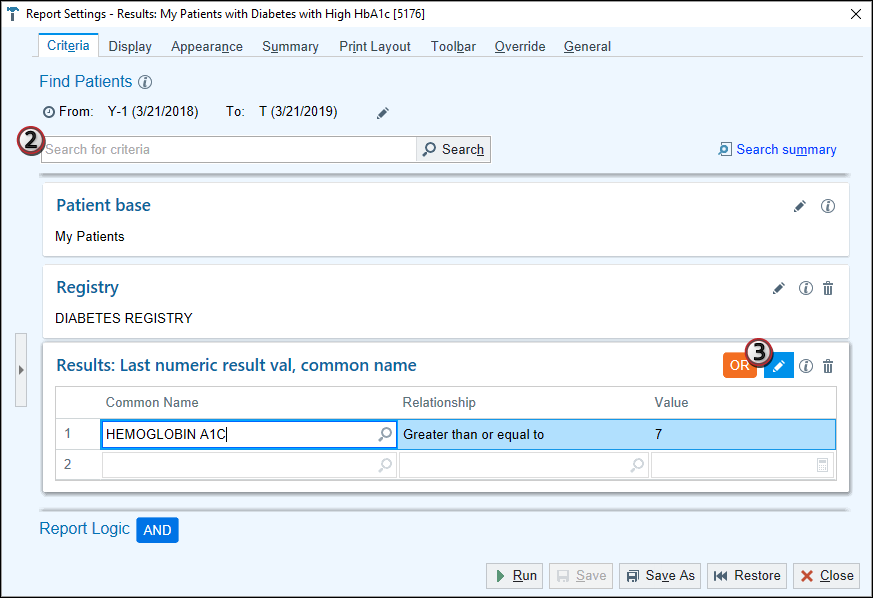 Report Settings - Results: My Patients with Diabetes with High HbA1c [5176]
Criteria Display Appearance Summary Print Layout Toolbar Override General
Find Patients
From: Y-1 (3/21/2018) To: T (3/21/2019)
2
Search for criteria Search Search summary
Patient base
My Patients
Registry
DIABETES REGISTRY
3
Results: Last numeric result val, common name OR
Common Name Relationship Value
1 HEMOGLOBIN A1C Greater than or equal to 7
2
Report Logic AND
Run Save Save As Restore Close